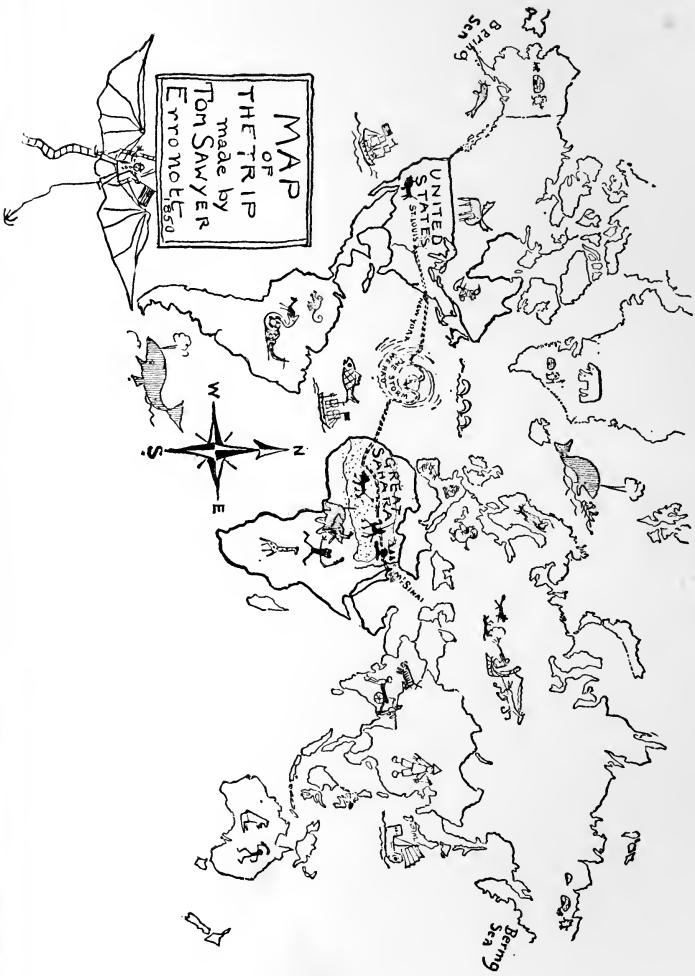 Bering
Sea
UNITED
STATES
ST LOUIS
GREAT
SAHARA
Mt SINAI
Bering
Sea
MAP
OF
THE TRIP
made by
Tom SAWYER
Erronott
1850
N
W
E
S